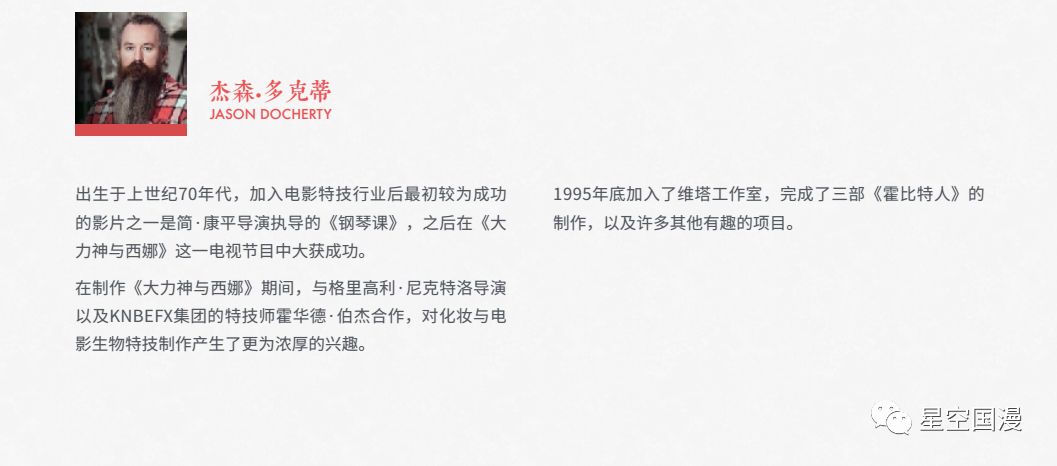 杰森·多克蒂
JASON DOCHERTY
出生于上世纪70年代，加入电影特技行业后最初较为成功
的影片之一是简·康平导演执导的《钢琴课》，之后在《大
力神与西娜》这一电视节目中大获成功。
在制作《大力神与西娜》期间，与格里高利·尼克特洛导演
以及KNBEFX集团的特技师霍华德·伯杰合作，对化妆与电
影生物特技制作产生了更为浓厚的兴趣。
1995年底加入了维塔工作室，完成了三部《霍比特人》的
制作，以及许多其他有趣的项目。
星空国漫